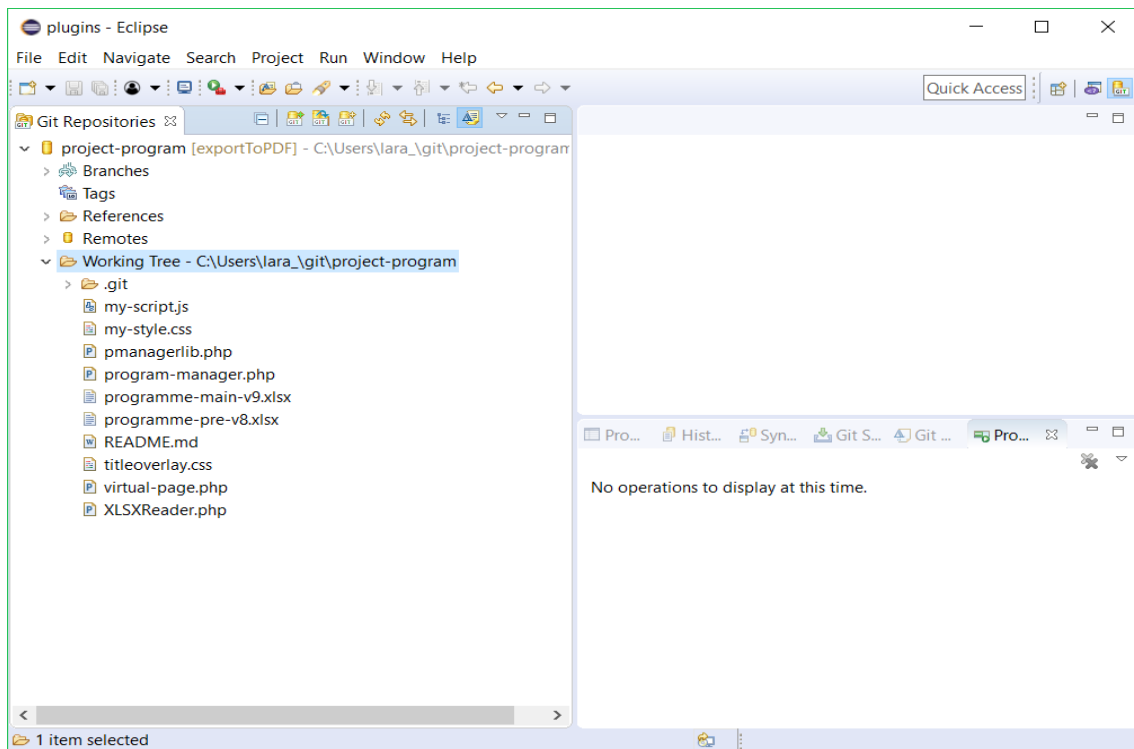 plugins - Eclipse
File Edit Navigate Search Project Run Window Help
Quick Access
GIT
Git Repositories
project-program [exportToPDF] - C:\Users\lara_\git\project-program
Branches
Tags
References
Remotes
Working Tree - C:\Users\lara_\git\project-program
.git
my-script.js
my-style.css
pmanagerlib.php
program-manager.php
programme-main-v9.xlsx
programme-pre-v8.xlsx
README.md
titleoverlay.css
virtual-page.php
XLSXReader.php
Pro... Hist... Syn... Git S... Git ... Pro...
No operations to display at this time.
1 item selected